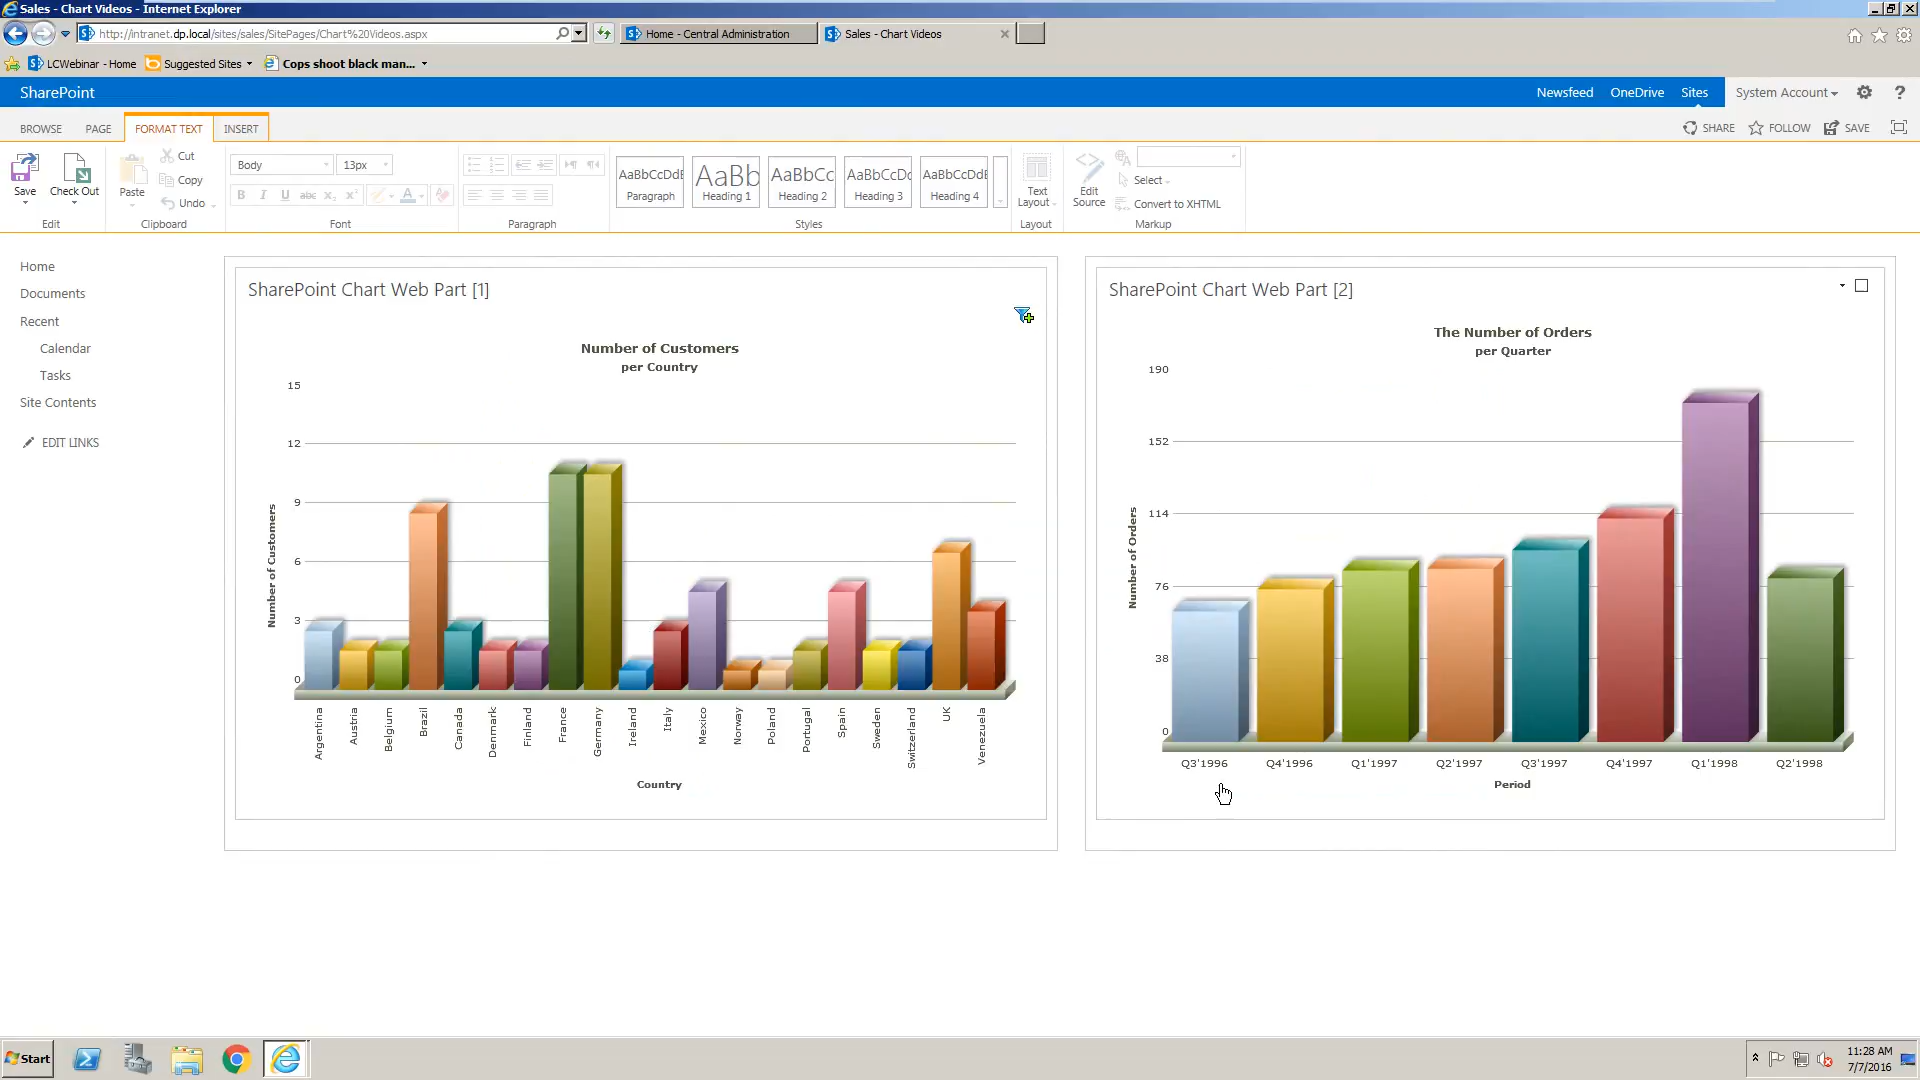 Sales - Chart Videos - Internet Explorer
http://intranet.dp.local/sites/sales/SitePages/Chart%20Videos.aspx
Home - Central Administration
Sales - Chart Videos
LCWebinar - Home
Suggested Sites
Cops shoot black man...
SharePoint
Newsfeed
OneDrive
Sites
System Account
?
BROWSE
PAGE
FORMAT TEXT
INSERT
SHARE
FOLLOW
SAVE
Save
Check Out
Edit
Paste
Cut
Copy
Undo
Clipboard
Body
13px
B I U abc x₂ x²
A
Font
Paragraph
AaBbCcDdE
Paragraph
AaBb
Heading 1
AaBbCc
Heading 2
AaBbCcDc
Heading 3
AaBbCcDdE
Heading 4
Styles
Text
Layout
Layout
Edit
Source
Select
Convert to XHTML
Markup
Home
Documents
Recent
Calendar
Tasks
Site Contents
EDIT LINKS
SharePoint Chart Web Part [1]
Number of Customers
per Country
15
12
9
6
3
0
Number of Customers
Argentina
Austria
Belgium
Brazil
Canada
Denmark
Finland
France
Germany
Ireland
Italy
Mexico
Norway
Poland
Portugal
Spain
Sweden
Switzerland
UK
Venezuela
Country
SharePoint Chart Web Part [2]
The Number of Orders
per Quarter
190
152
114
76
38
0
Number of Orders
Q3'1996
Q4'1996
Q1'1997
Q2'1997
Q3'1997
Q4'1997
Q1'1998
Q2'1998
Period
Start
11:28 AM
7/7/2016